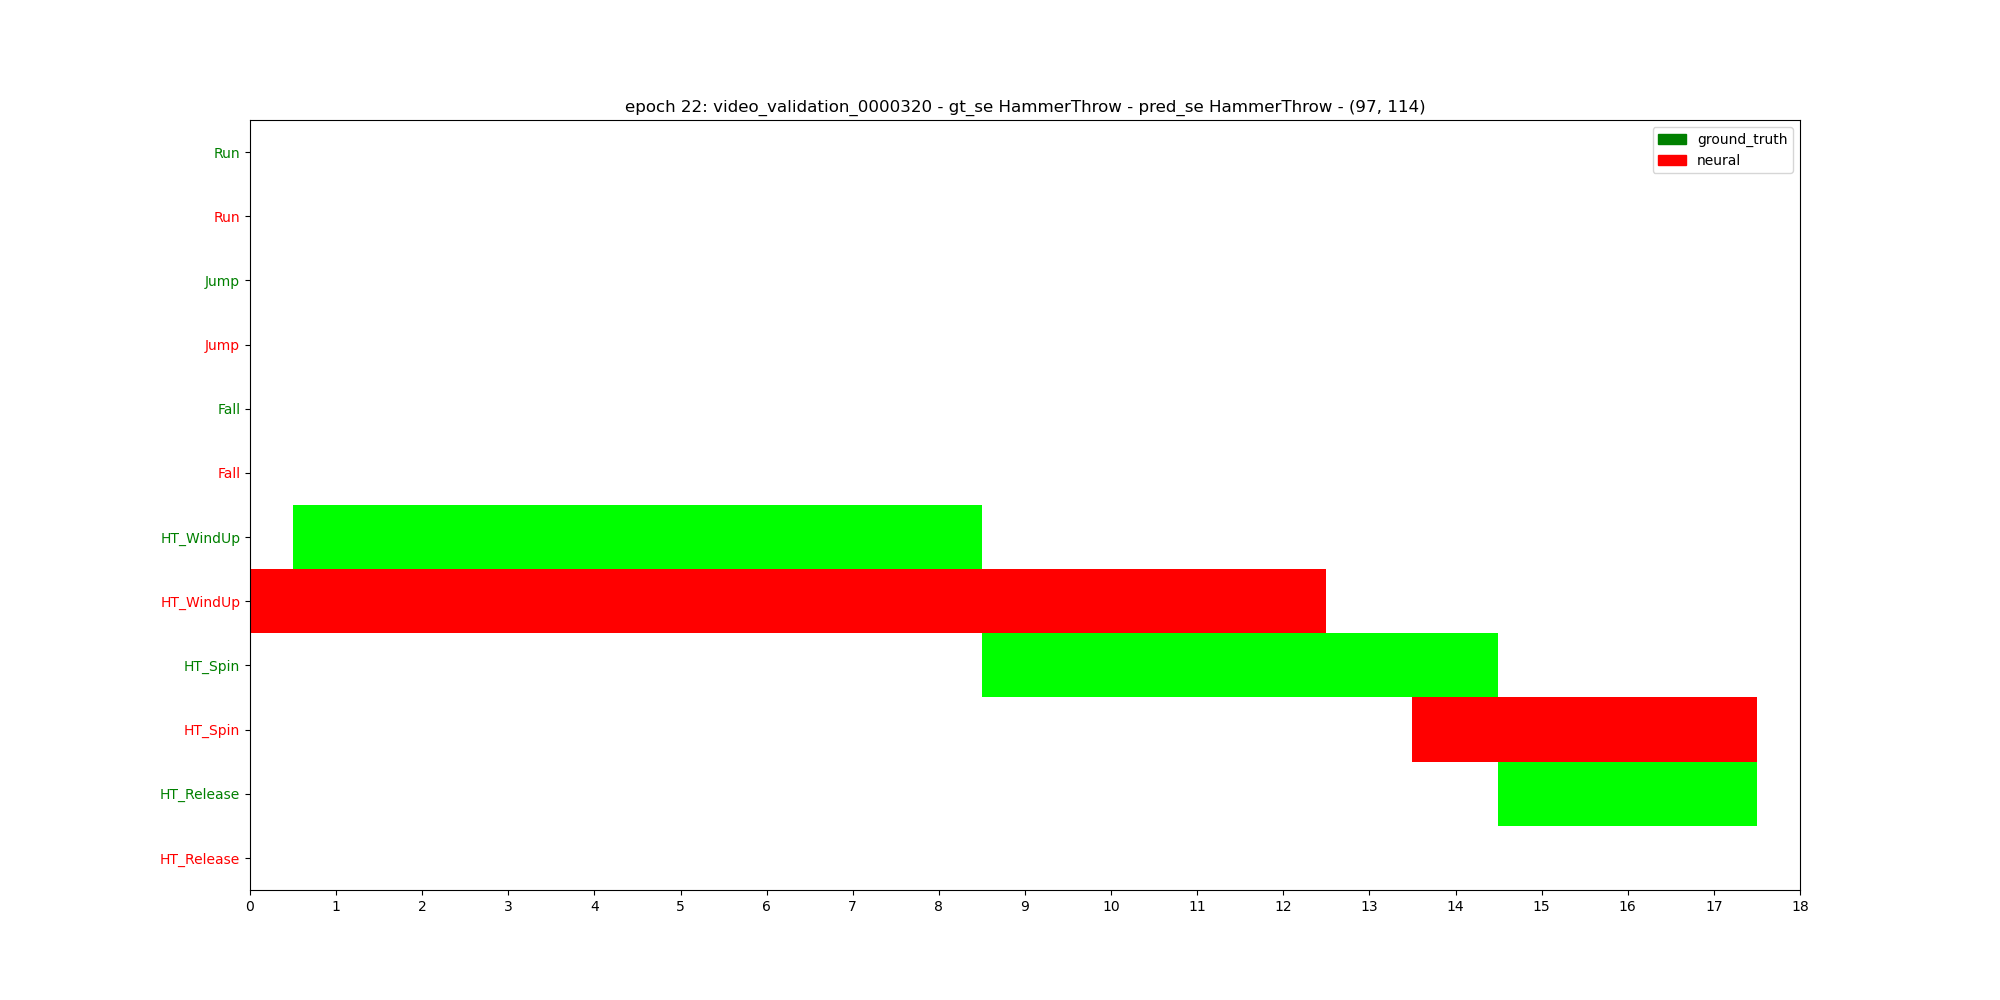 epoch 22: video_validation_0000320 - gt_se HammerThrow - pred_se HammerThrow - (97, 114)
ground_truth
neural
Run
Run
Jump
Jump
Fall
Fall
HT_WindUp
HT_WindUp
HT_Spin
HT_Spin
HT_Release
HT_Release
0 1 2 3 4 5 6 7 8 9 10 11 12 13 14 15 16 17 18